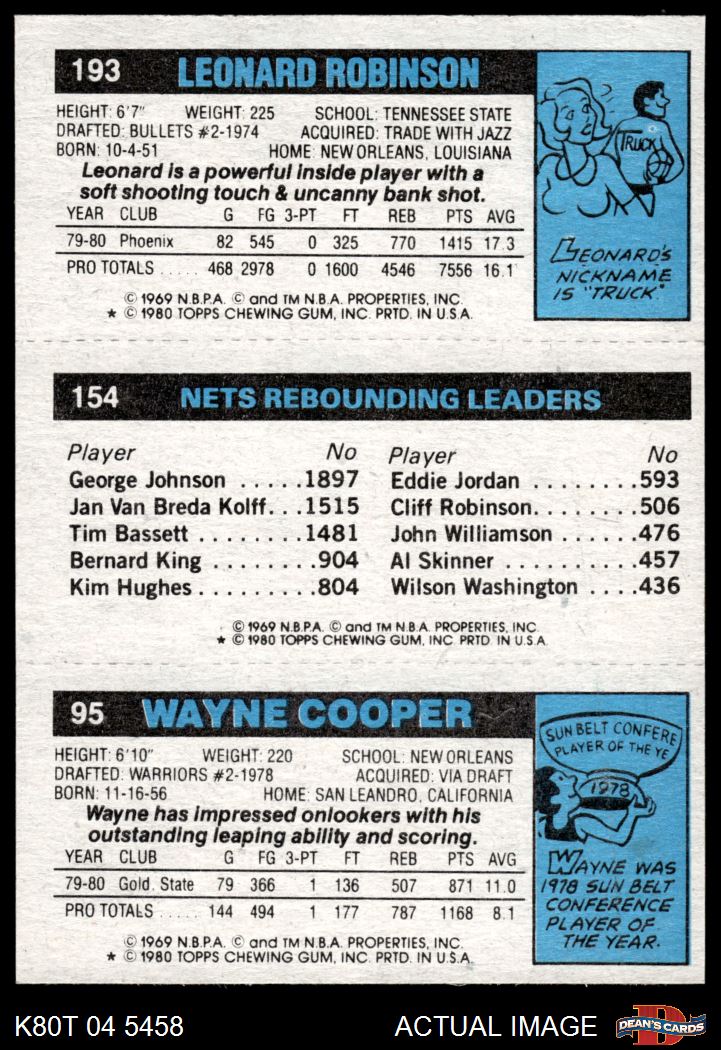 193 LEONARD ROBINSON
HEIGHT: 6'7" WEIGHT: 225 SCHOOL: TENNESSEE STATE
DRAFTED: BULLETS #2-1974 ACQUIRED: TRADE WITH JAZZ
BORN: 10-4-51 HOME: NEW ORLEANS, LOUISIANA
Leonard is a powerful inside player with a
soft shooting touch & uncanny bank shot.
YEAR CLUB G FG 3-PT FT REB PTS AVG
79-80 Phoenix 82 545 0 325 770 1415 17.3
PRO TOTALS ..... 468 2978 0 1600 4546 7556 16.1
© 1969 N.B.P.A. © and TM N.B.A. PROPERTIES, INC.
★ © 1980 TOPPS CHEWING GUM, INC. PRTD. IN U.S.A.
?
TRUCK
LEONARD'S
NICKNAME
IS "TRUCK."
154 NETS REBOUNDING LEADERS
Player No
George Johnson .....1897
Jan Van Breda Kolff...1515
Tim Bassett ........1481
Bernard King ........904
Kim Hughes .........804
Player No
Eddie Jordan ........593
Cliff Robinson.......506
John Williamson .....476
Al Skinner .........457
Wilson Washington ....436
© 1969 N.B.P.A. © and TM N.B.A. PROPERTIES, INC.
★ © 1980 TOPPS CHEWING GUM, INC. PRTD. IN U.S.A.
95 WAYNE COOPER
HEIGHT: 6'10" WEIGHT: 220 SCHOOL: NEW ORLEANS
DRAFTED: WARRIORS #2-1978 ACQUIRED: VIA DRAFT
BORN: 11-16-56 HOME: SAN LEANDRO, CALIFORNIA
Wayne has impressed onlookers with his
outstanding leaping ability and scoring.
YEAR CLUB G FG 3-PT FT REB PTS AVG
79-80 Gold. State 79 366 1 136 507 871 11.0
PRO TOTALS ..... 144 494 1 177 787 1168 8.1
© 1969 N.B.P.A. © and TM N.B.A. PROPERTIES, INC.
★ © 1980 TOPPS CHEWING GUM, INC. PRTD. IN U.S.A.
SUN BELT CONFERE
PLAYER OF THE YE
1978
WAYNE WAS
1978 SUN BELT
CONFERENCE
PLAYER OF
THE YEAR.
K80T 04 5458 ACTUAL IMAGE
D
DEAN'S CARDS